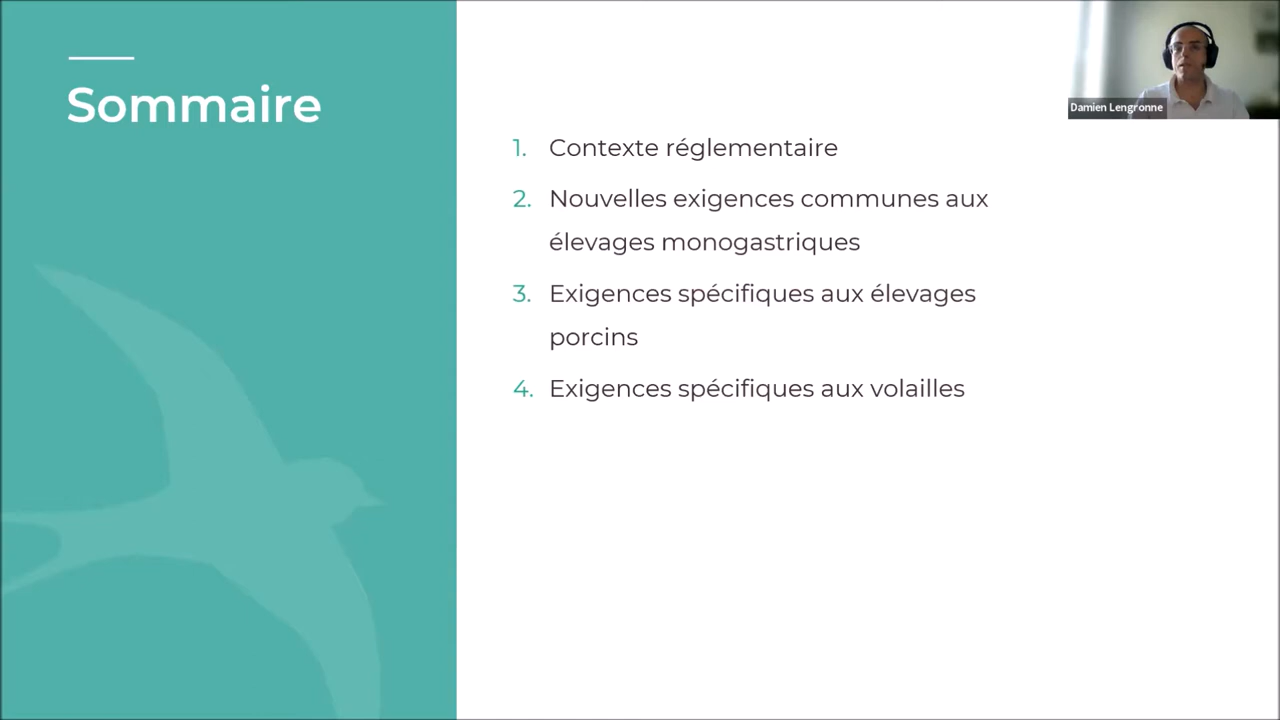 Sommaire
Damien Lengronne
1. Contexte réglementaire
2. Nouvelles exigences communes aux
élevages monogastriques
3. Exigences spécifiques aux élevages
porcins
4. Exigences spécifiques aux volailles